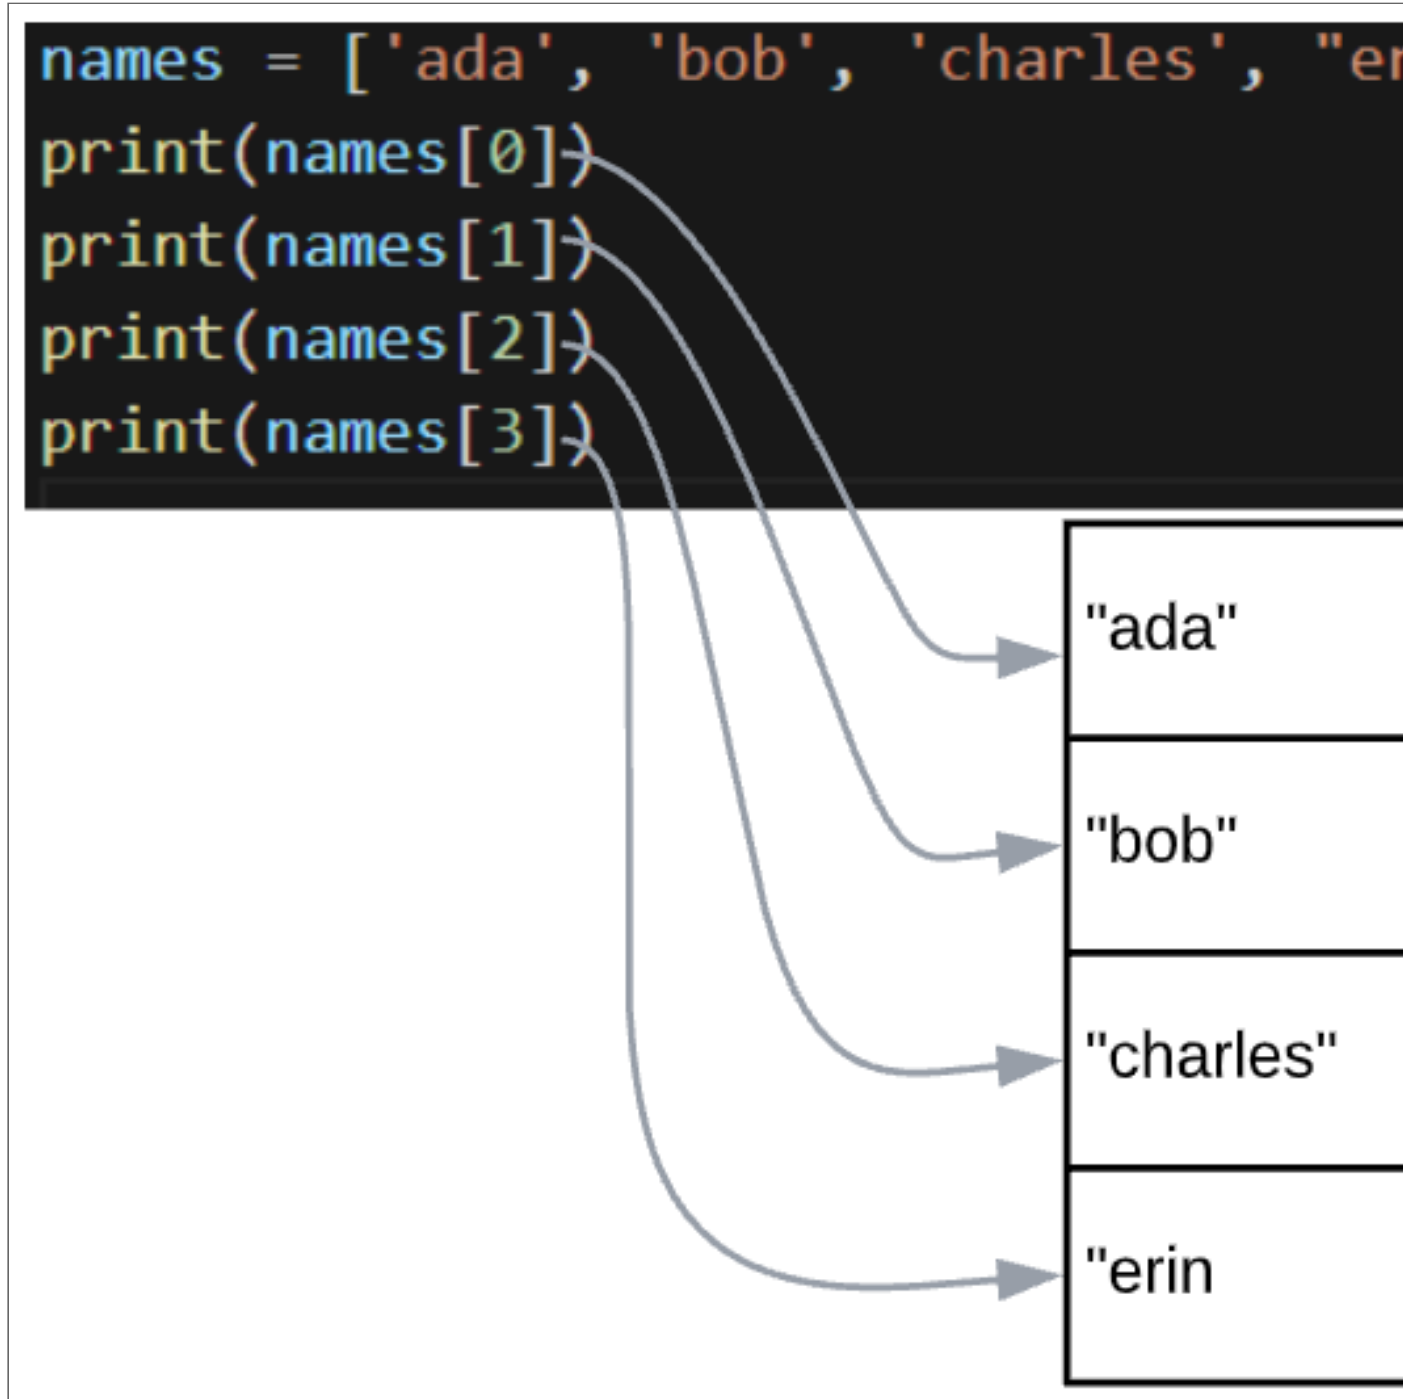 names = ['ada', 'bob', 'charles', "er
print(names[0])
print(names[1])
print(names[2])
print(names[3])
"ada"
"bob"
"charles"
"erin